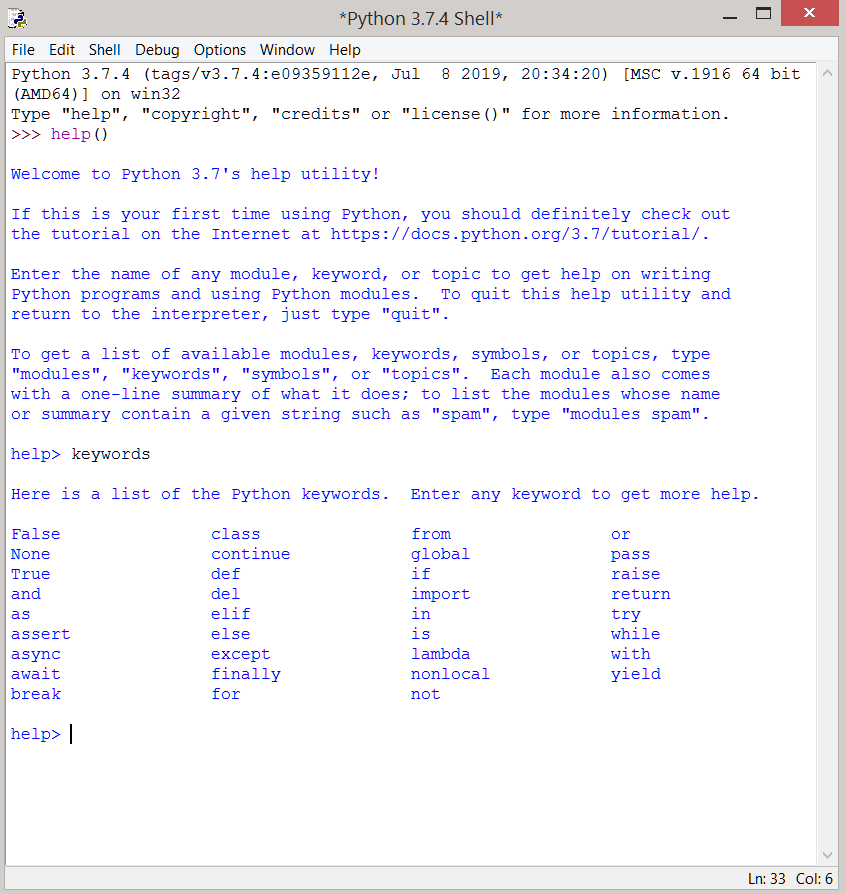 *Python 3.7.4 Shell*
File Edit Shell Debug Options Window Help
Python 3.7.4 (tags/v3.7.4:e09359112e, Jul  8 2019, 20:34:20) [MSC v.1916 64 bit
(AMD64)] on win32
Type "help", "copyright", "credits" or "license()" for more information.
>>> help()
Welcome to Python 3.7's help utility!
If this is your first time using Python, you should definitely check out
the tutorial on the Internet at https://docs.python.org/3.7/tutorial/.
Enter the name of any module, keyword, or topic to get help on writing
Python programs and using Python modules.  To quit this help utility and
return to the interpreter, just type "quit".
To get a list of available modules, keywords, symbols, or topics, type
"modules", "keywords", "symbols", or "topics".  Each module also comes
with a one-line summary of what it does; to list the modules whose name
or summary contain a given string such as "spam", type "modules spam".
help> keywords
Here is a list of the Python keywords.  Enter any keyword to get more help.
False               class               from                or
None                continue            global              pass
True                def                 if                  raise
and                 del                 import              return
as                  elif                in                  try
assert              else                is                  while
async               except              lambda              with
await               finally             nonlocal            yield
break               for                 not
help>
Ln: 33 Col: 6